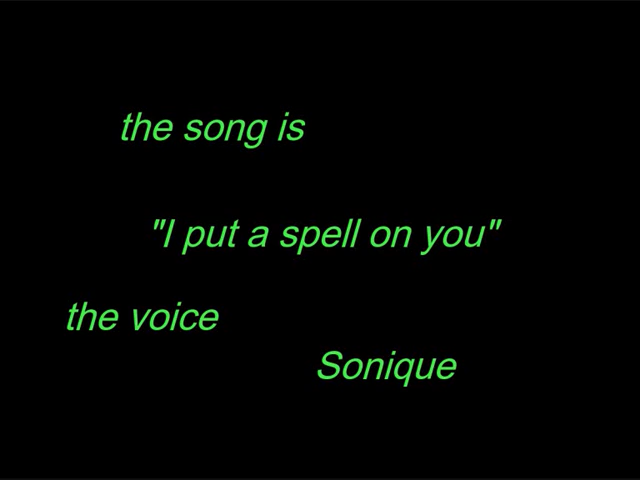 the song is
"I put a spell on you"
the voice
Sonique